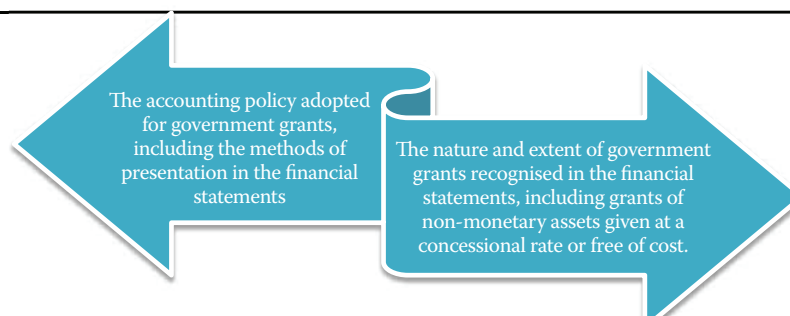 The accounting policy adopted
for government grants,
including the methods of
presentation in the financial
statements
The nature and extent of government
grants recognised in the financial
statements, including grants of
non-monetary assets given at a
concessional rate or free of cost.